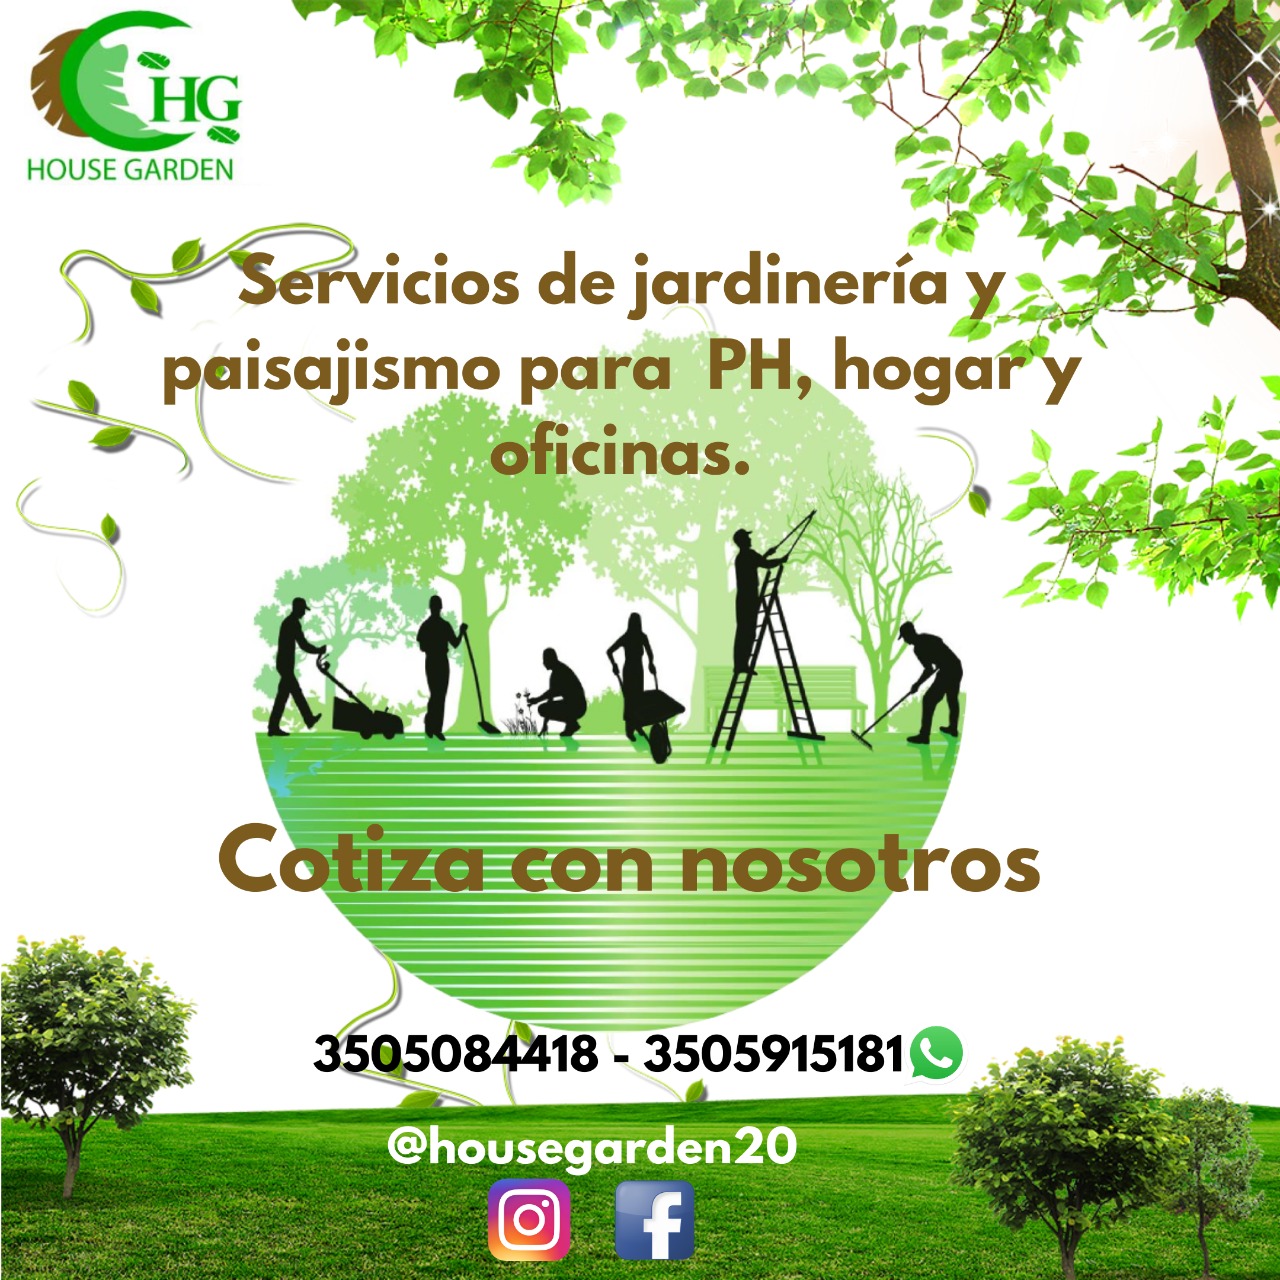 HG
HOUSE GARDEN
Servicios de jardinería y
paisajismo para PH, hogar y
oficinas.
Cotiza con nosotros
3505084418 - 3505915181
@housegarden20